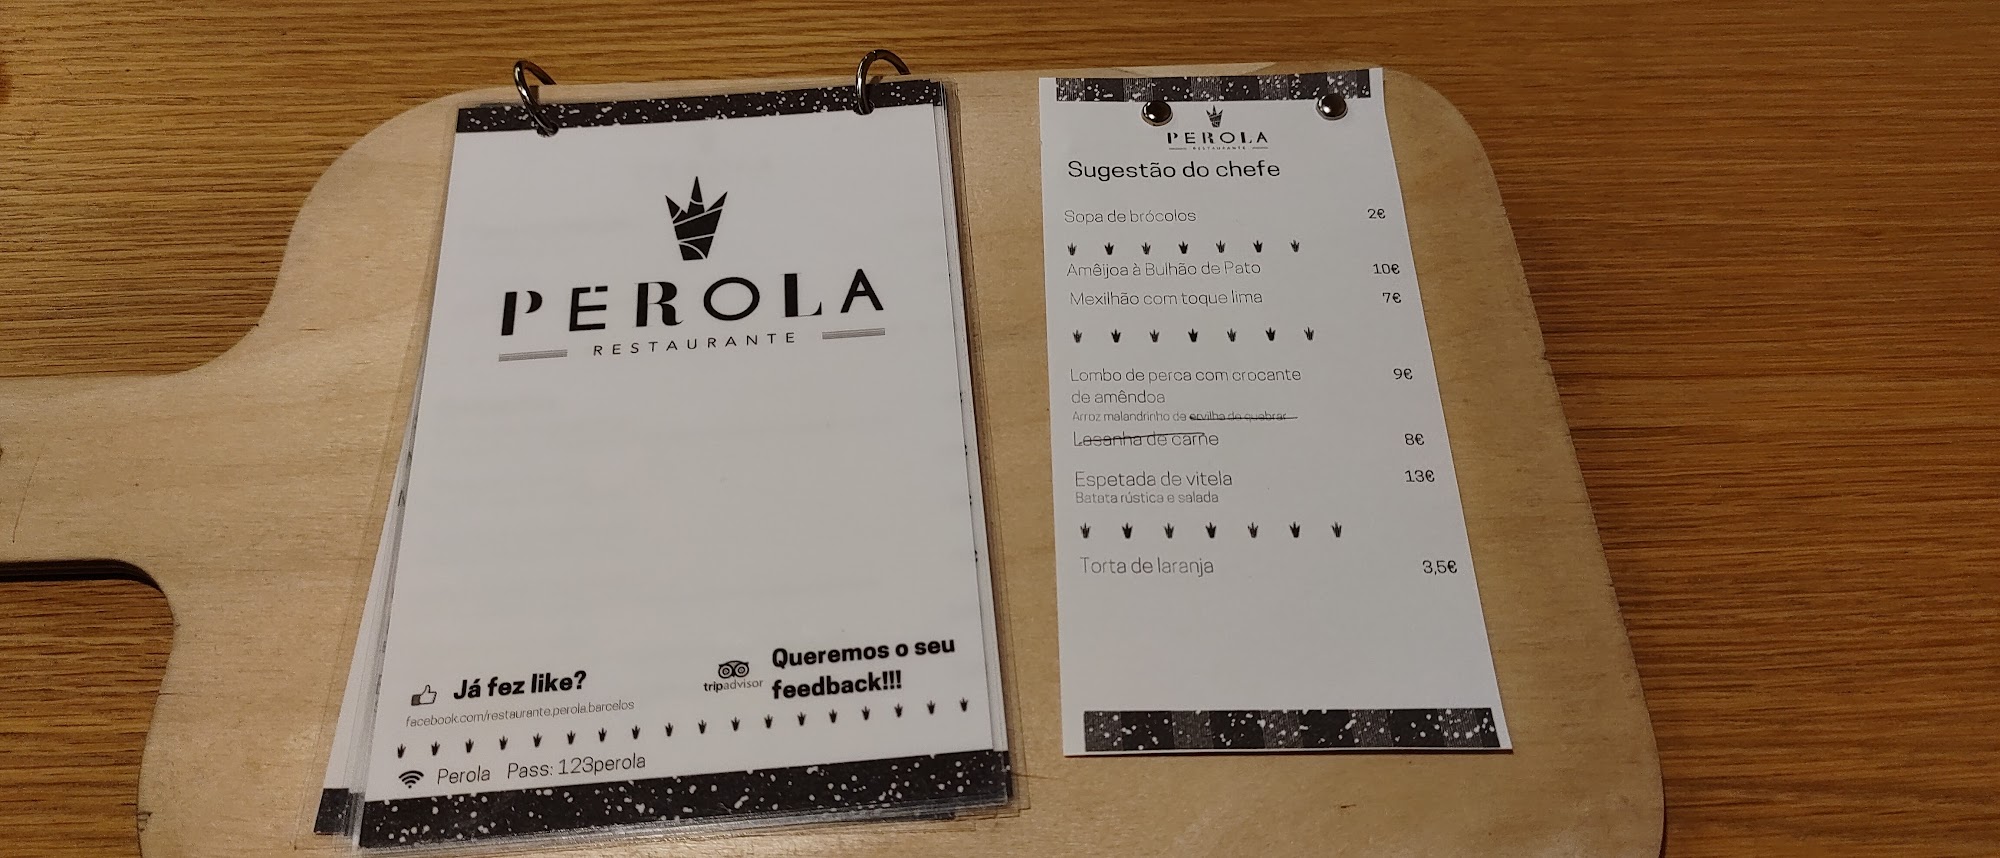 PEROLA
RESTAURANTE
Já fez like?
facebook.com/restaurante.perola.barcelos
tripadvisor
Queremos o seu
feedback!!!
Perola Pass: 123perola
PEROLA
RESTAURANTE
Sugestão do chefe
Sopa de brócolos 2€
Amêijoa à Bulhão de Pato 10€
Mexilhão com toque lima 7€
Lombo de perca com crocante 9€
de amêndoa
Arroz malandrinho de ervilha de quebrar
Lasanha de carne 8€
Espetada de vitela 13€
Batata rústica e salada
Torta de laranja 3,5€